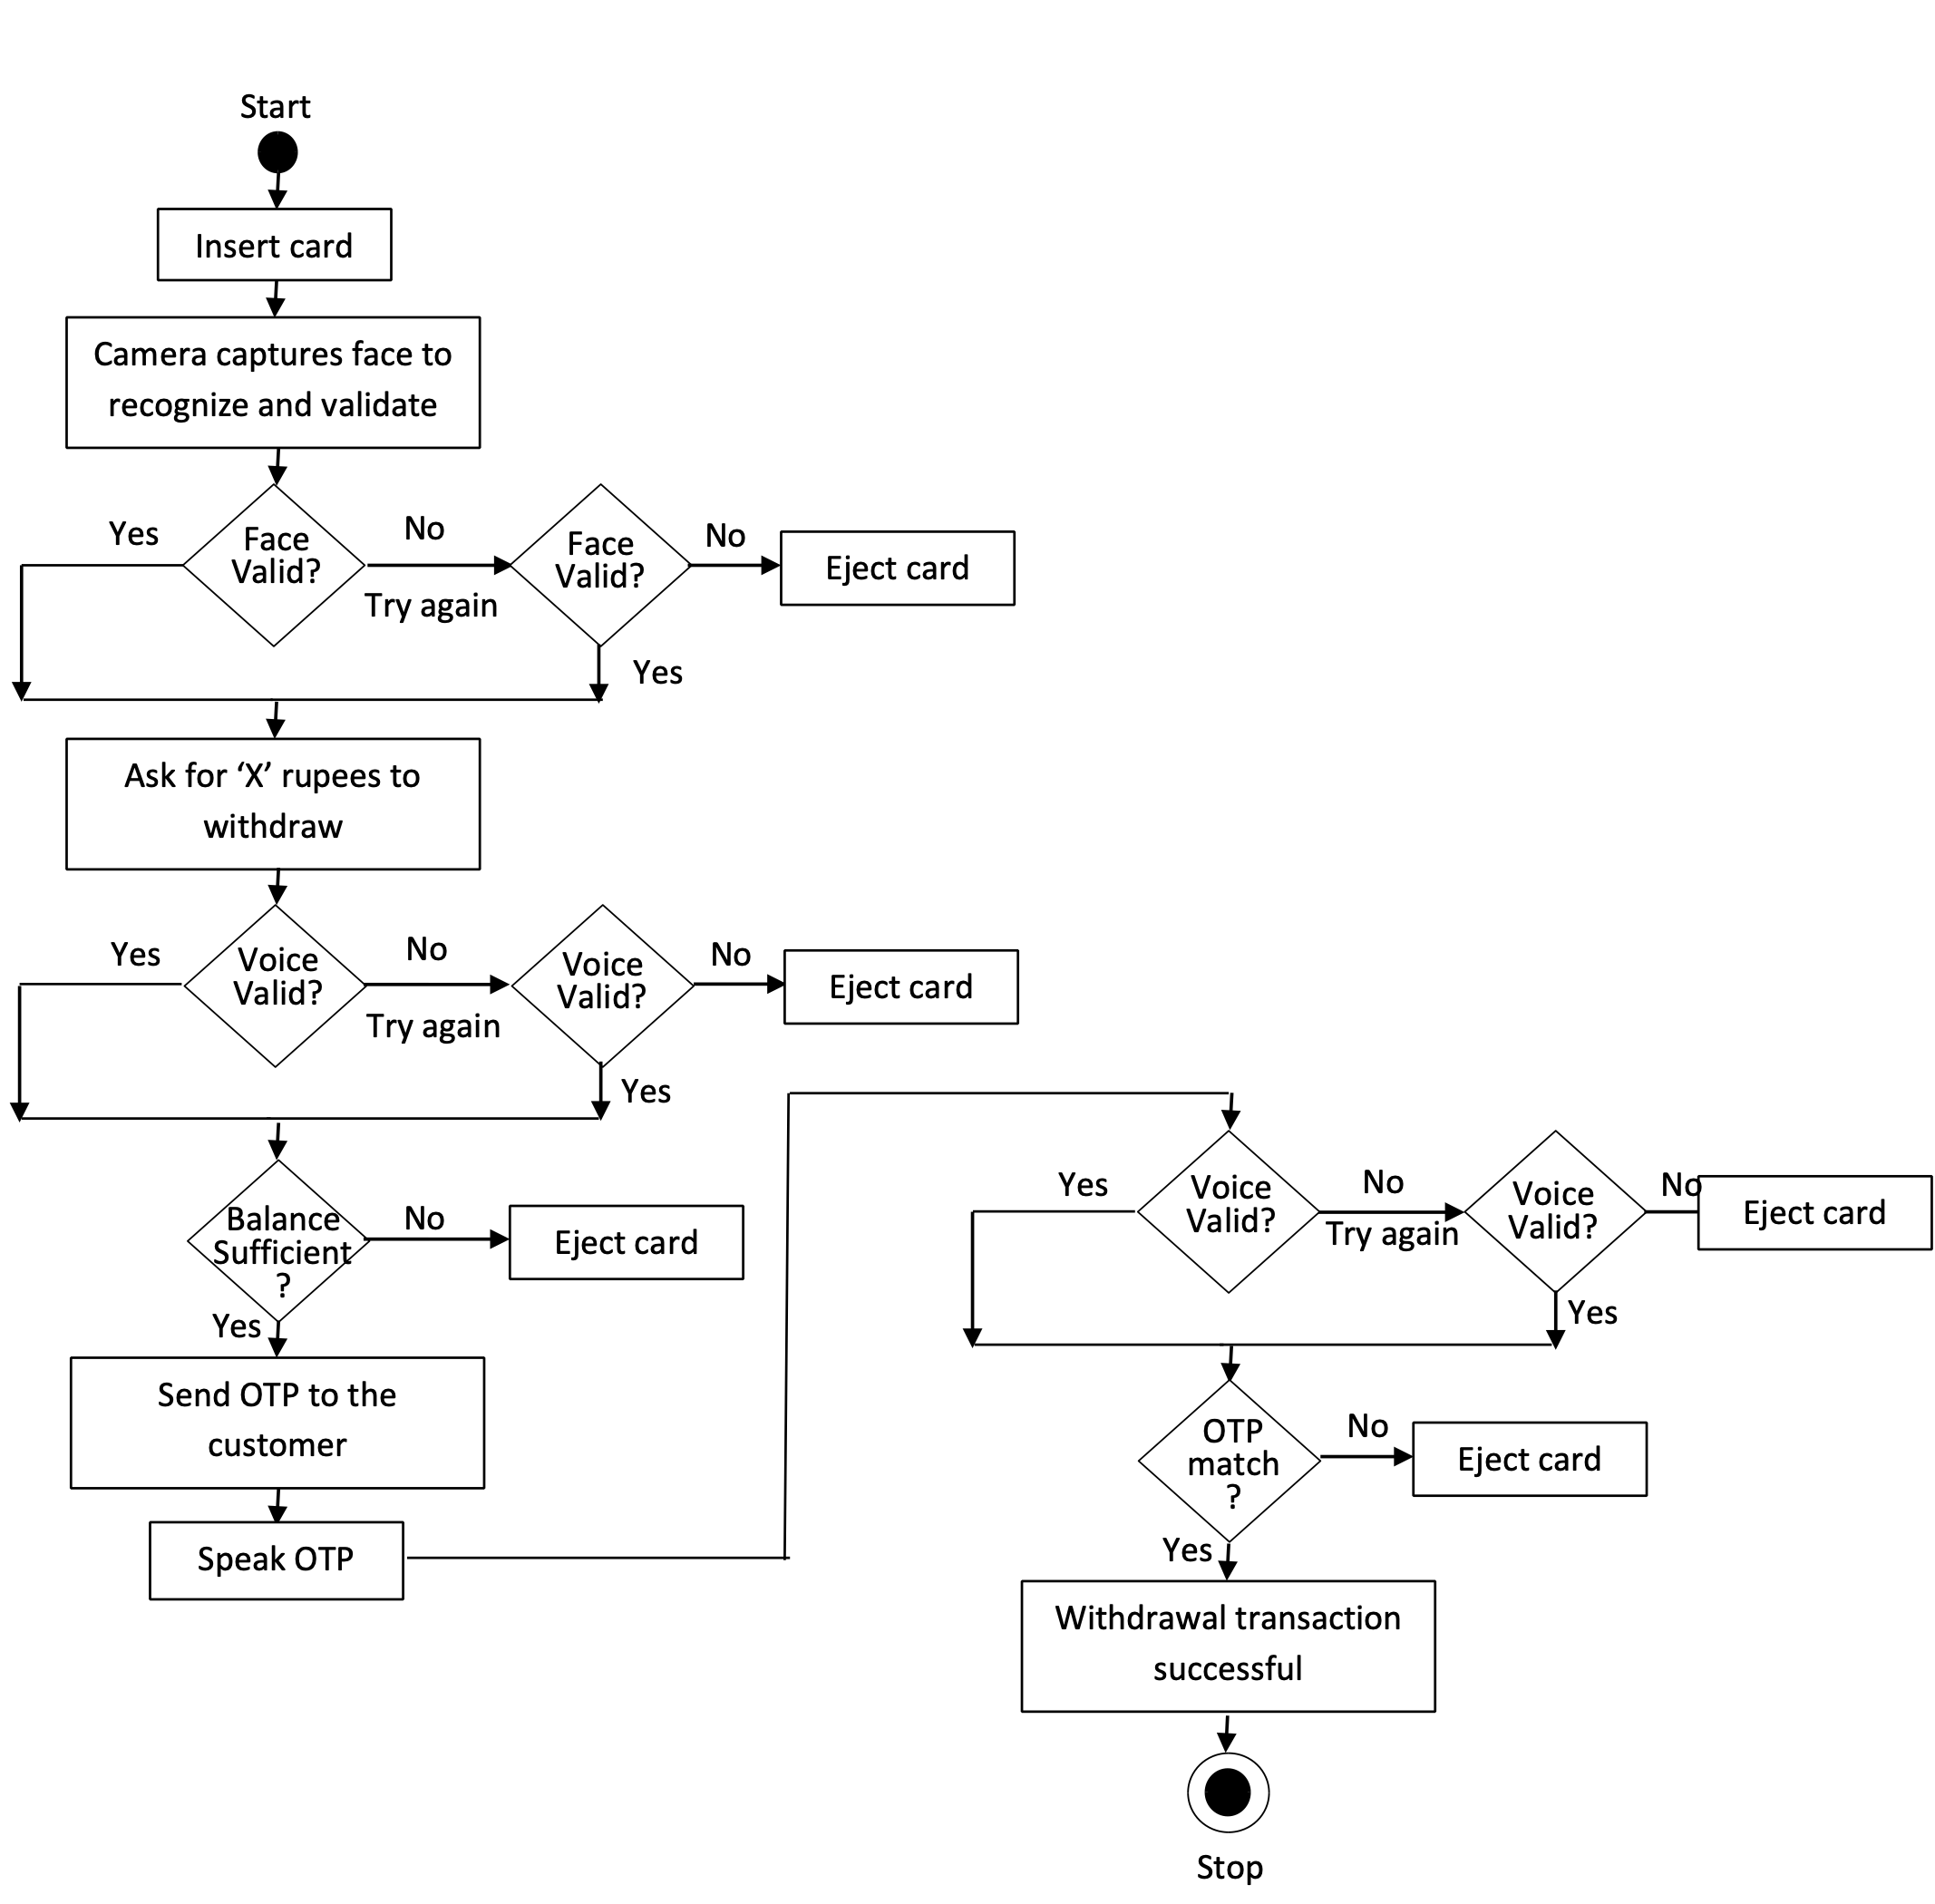 Start
Insert card
Camera captures face to
recognize and validate
Yes
Face
Valid?
No
Try again
Face
Valid?
No
Eject card
Yes
Ask for ‘X’ rupees to
withdraw
Yes
Voice
Valid?
No
Try again
Voice
Valid?
No
Eject card
Yes
Balance
Sufficient
?
No
Eject card
Yes
Send OTP to the
customer
Speak OTP
Yes
Voice
Valid?
No
Try again
Voice
Valid?
No
Eject card
Yes
OTP
match
?
No
Eject card
Yes
Withdrawal transaction
successful
Stop